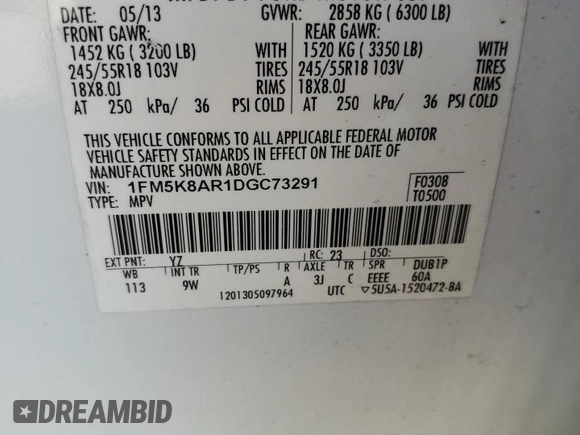 DATE: 05/13 GVWR: 2858 KG ( 6300 LB)
FRONT GAWR: REAR GAWR:
1452 KG ( 3200 LB) WITH 1520 KG ( 3350 LB) WITH
245/55R18 103V TIRES 245/55R18 103V TIRES
18X8.0J RIMS 18X8.0J RIMS
AT 250 kPa/ 36 PSI COLD AT 250 kPa/ 36 PSI COLD
THIS VEHICLE CONFORMS TO ALL APPLICABLE FEDERAL MOTOR
VEHICLE SAFETY STANDARDS IN EFFECT ON THE DATE OF
MANUFACTURE SHOWN ABOVE.
VIN: 1FM5K8AR1DGC73291 F0308
TYPE: MPV T0500
EXT PNT: YZ RC: 23 DSO:
WB INT TR TP/PS R AXLE TR SPR DUB1P
113 9W A 3J C EEEE 60A
1201305097964 UTC ▽5U5A-1520472-BA
DREAMBID